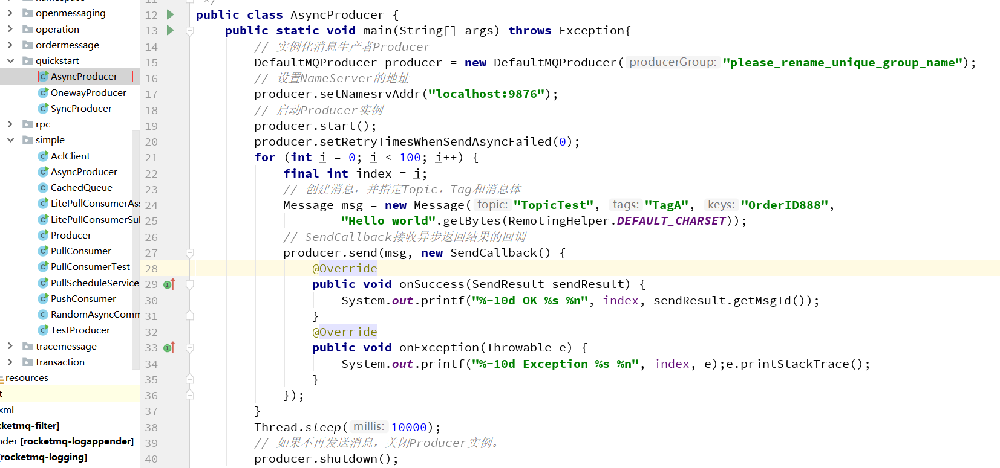 namespace
openmessaging
operation
ordermessage
quickstart
AsyncProducer
OnewayProducer
SyncProducer
rpc
simple
AclClient
AsyncProducer
CachedQueue
LitePullConsumerAss
LitePullConsumerSul
Producer
PullConsumer
PullConsumerTest
PullScheduleService
PushConsumer
RandomAsyncComm
TestProducer
tracemessage
transaction
resources
t
xml
cketmq-filter]
nder [rocketmq-logappender]
[rocketmq-logging]
11 */
12 public class AsyncProducer {
13 public static void main(String[] args) throws Exception{
14 // 实例化消息生产者Producer
15 DefaultMQProducer producer = new DefaultMQProducer( producerGroup: "please_rename_unique_group_name");
16 // 设置NameServer的地址
17 producer.setNamesrvAddr("localhost:9876");
18 // 启动Producer实例
19 producer.start();
20 producer.setRetryTimesWhenSendAsyncFailed(0);
21 for (int i = 0; i < 100; i++) {
22 final int index = i;
23 // 创建消息，并指定Topic，Tag和消息体
24 Message msg = new Message( topic: "TopicTest", tags: "TagA", keys: "OrderID888",
25 "Hello world".getBytes(RemotingHelper.DEFAULT_CHARSET));
26 // SendCallback接收异步返回结果的回调
27 producer.send(msg, new SendCallback() {
28 @Override
29 public void onSuccess(SendResult sendResult) {
30 System.out.printf("%-10d OK %s %n", index, sendResult.getMsgId());
31 }
32 @Override
33 public void onException(Throwable e) {
34 System.out.printf("%-10d Exception %s %n", index, e);e.printStackTrace();
35 }
36 });
37 }
38 Thread.sleep( millis: 10000);
39 // 如果不再发送消息，关闭Producer实例。
40 producer.shutdown();